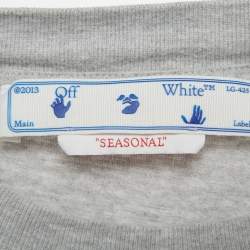 ©2013 Off White™ LG-425
Main Label
"SEASONAL"